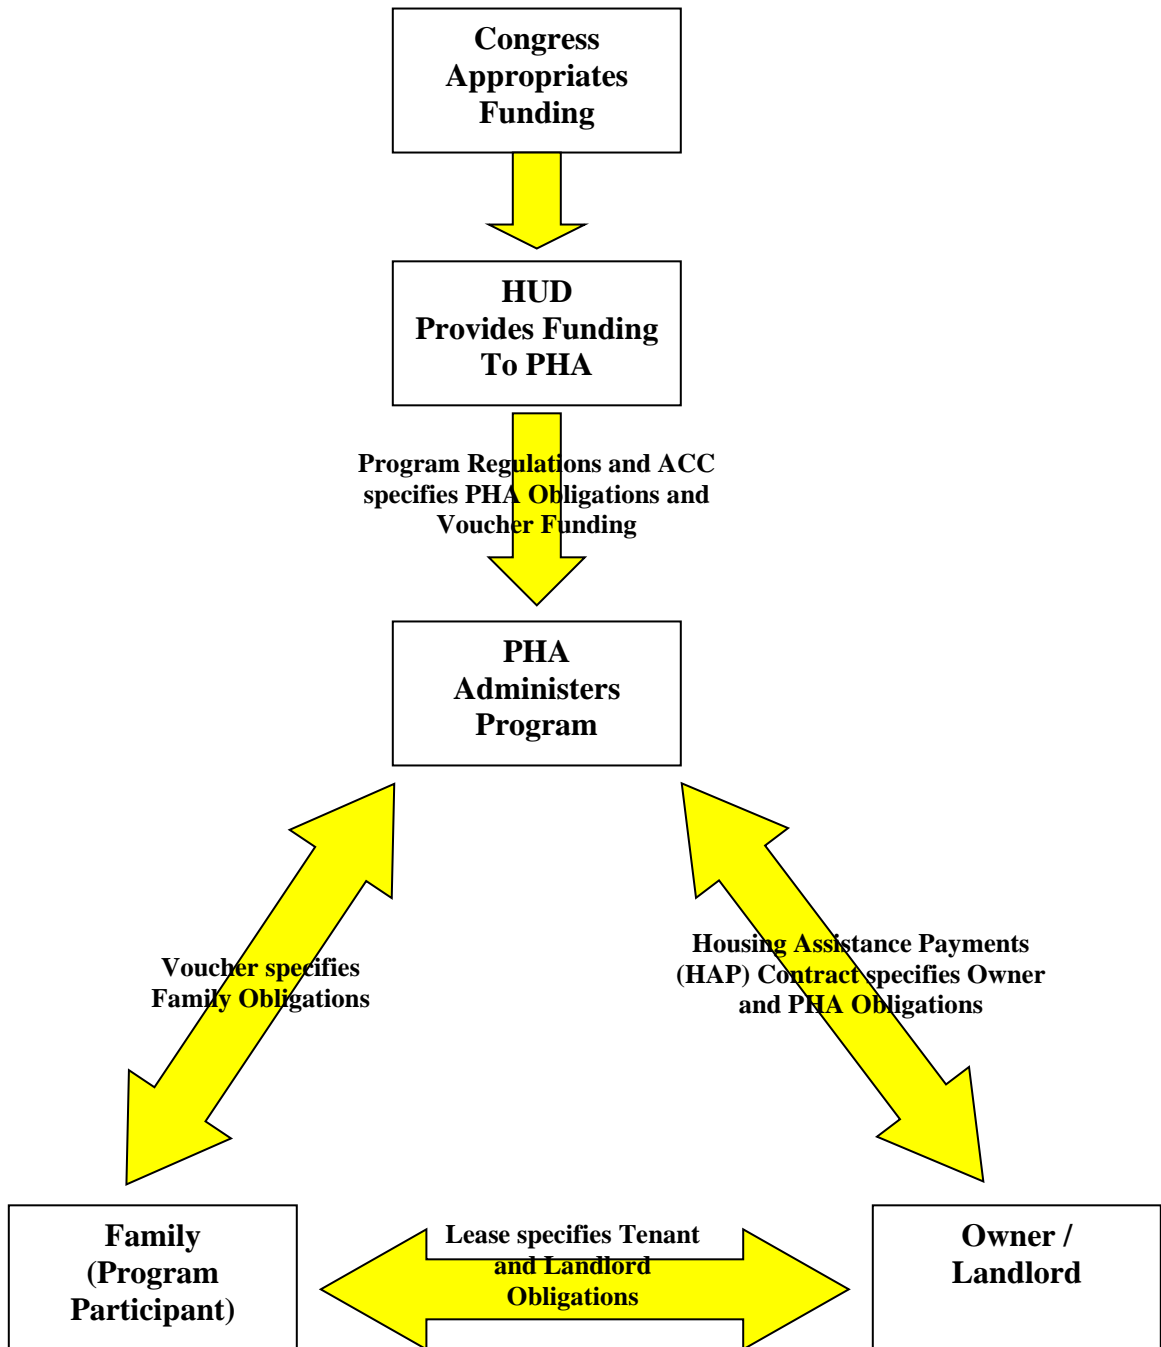 Congress
Appropriates
Funding
HUD
Provides Funding
To PHA
Program Regulations and ACC
specifies PHA Obligations and
Voucher Funding
PHA
Administers
Program
Voucher specifies
Family Obligations
Housing Assistance Payments
(HAP) Contract specifies Owner
and PHA Obligations
Family
(Program
Participant)
Lease specifies Tenant
and Landlord
Obligations
Owner /
Landlord